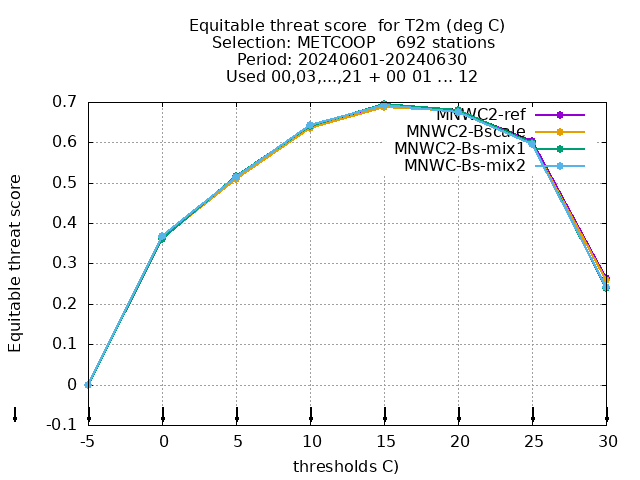 Equitable threat score  for T2m (deg C)
Selection: METCOOP    692 stations
Period: 20240601-20240630
Used 00,03,...,21 + 00 01 ... 12
MNWC2-ref
MNWC2-Bscale
MNWC2-Bs-mix1
MNWC-Bs-mix2
Equitable threat score
0.7
0.6
0.5
0.4
0.3
0.2
0.1
0
-0.1
-5 0 5 10 15 20 25 30
thresholds C)